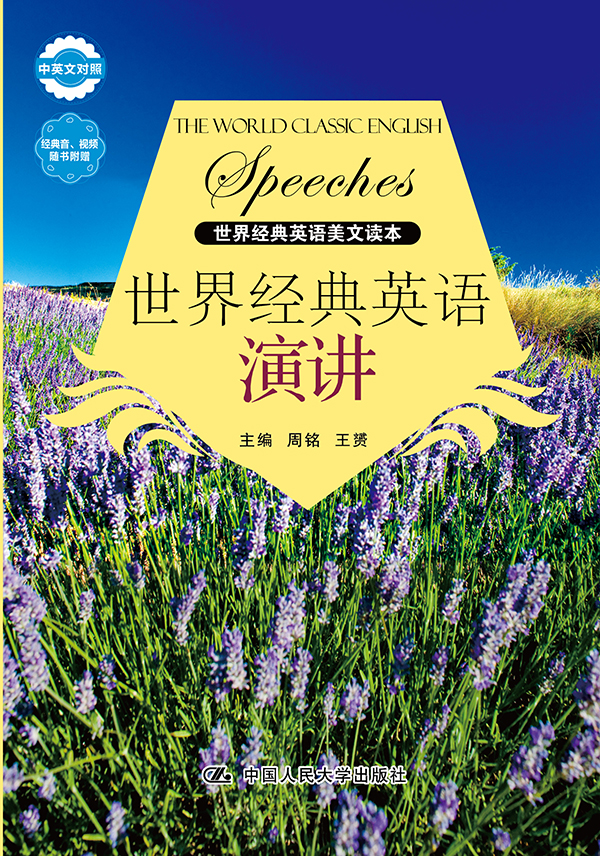 中英文对照
经典音、视频
随书附赠
THE WORLD CLASSIC ENGLISH
Speeches
世界经典英语美文读本
世界经典英语
演讲
主编 周铭 王赟
中国人民大学出版社